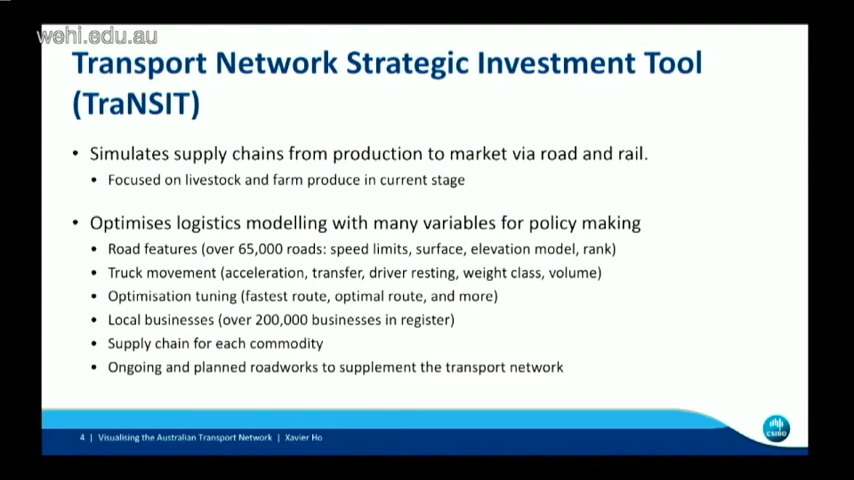 wehi.edu.au
Transport Network Strategic Investment Tool
(TraNSIT)
• Simulates supply chains from production to market via road and rail.
• Focused on livestock and farm produce in current stage
• Optimises logistics modelling with many variables for policy making
• Road features (over 65,000 roads: speed limits, surface, elevation model, rank)
• Truck movement (acceleration, transfer, driver resting, weight class, volume)
• Optimisation tuning (fastest route, optimal route, and more)
• Local businesses (over 200,000 businesses in register)
• Supply chain for each commodity
• Ongoing and planned roadworks to supplement the transport network
4 | Visualising the Australian Transport Network | Xavier Ho
CSIRO